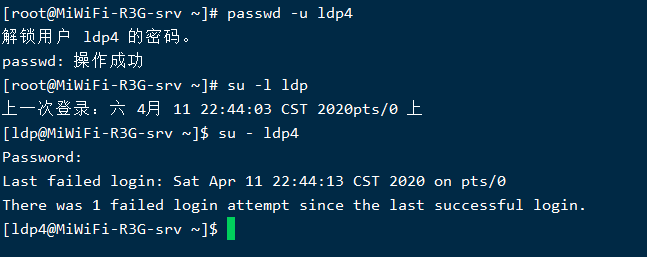 [root@MiWiFi-R3G-srv ~]# passwd -u ldp4
解锁用户 ldp4 的密码。
passwd: 操作成功
[root@MiWiFi-R3G-srv ~]# su -l ldp
上一次登录：六 4月 11 22:44:03 CST 2020pts/0 上
[ldp@MiWiFi-R3G-srv ~]$ su - ldp4
Password:
Last failed login: Sat Apr 11 22:44:13 CST 2020 on pts/0
There was 1 failed login attempt since the last successful login.
[ldp4@MiWiFi-R3G-srv ~]$